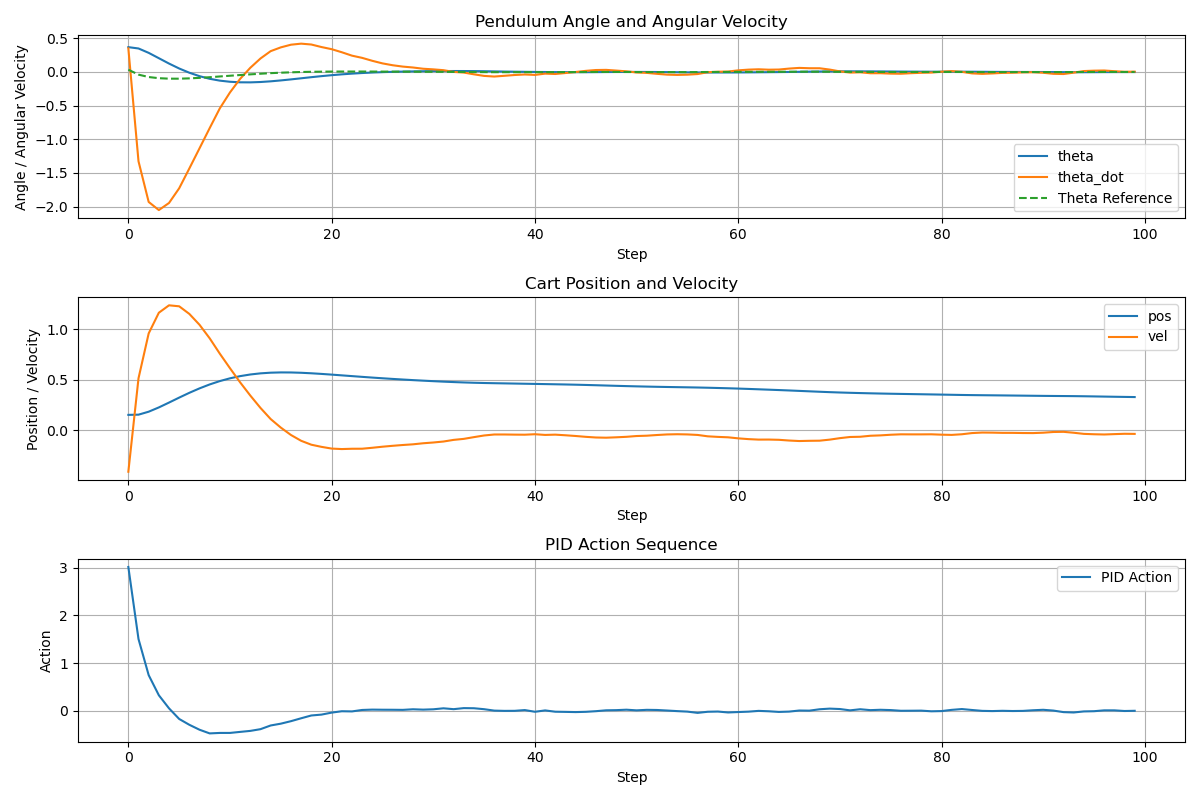 Pendulum Angle and Angular Velocity
Angle / Angular Velocity
0.5
0.0
−0.5
−1.0
−1.5
−2.0
theta
theta_dot
Theta Reference
0 20 40 60 80 100
Step
Cart Position and Velocity
Position / Velocity
1.0
0.5
0.0
pos
vel
0 20 40 60 80 100
Step
PID Action Sequence
Action
3
2
1
0
PID Action
0 20 40 60 80 100
Step